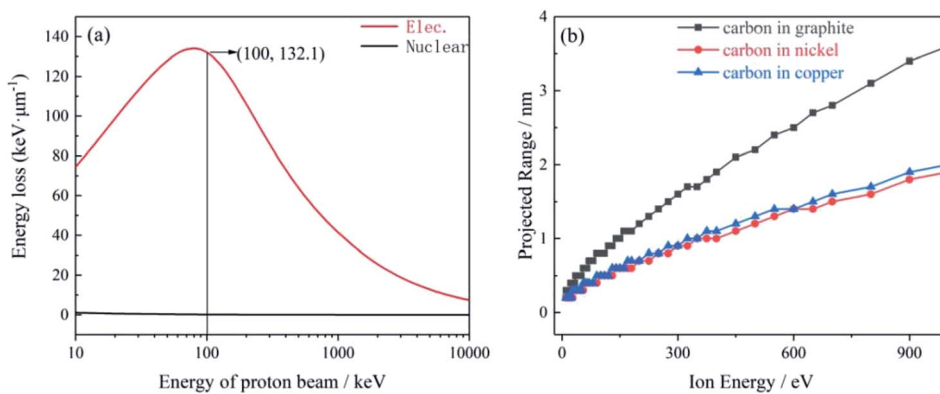 (a)
Elec.
Nuclear
(100, 132.1)
140
120
100
80
60
40
20
0
10
100
1000
10000
Energy loss (keV·μm⁻¹)
Energy of proton beam / keV
(b)
carbon in graphite
carbon in nickel
carbon in copper
4
3
2
1
0
0
300
600
900
Projected Range / nm
Ion Energy / eV